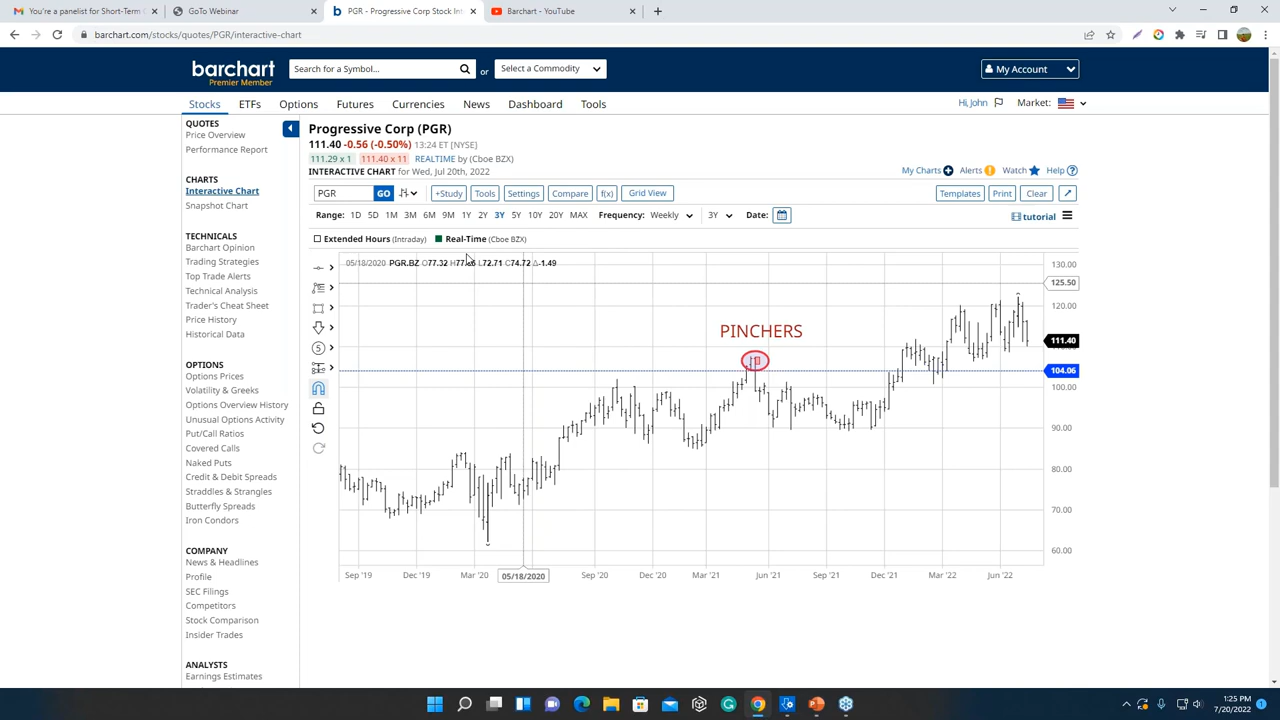 You're a panelist for Short-Term
GoTo Webinar
PGR - Progressive Corp Stock Int
Barchart - YouTube
barchart.com/stocks/quotes/PGR/interactive-chart
barchart
Premier Member
Search for a Symbol...
or
Select a Commodity
My Account
Stocks
ETFs
Options
Futures
Currencies
News
Dashboard
Tools
Hi, John
Market:
QUOTES
Price Overview
Performance Report
CHARTS
Interactive Chart
Snapshot Chart
TECHNICALS
Barchart Opinion
Trading Strategies
Top Trade Alerts
Technical Analysis
Trader's Cheat Sheet
Price History
Historical Data
OPTIONS
Options Prices
Volatility & Greeks
Options Overview History
Unusual Options Activity
Put/Call Ratios
Covered Calls
Naked Puts
Credit & Debit Spreads
Straddles & Strangles
Butterfly Spreads
Iron Condors
COMPANY
News & Headlines
Profile
SEC Filings
Competitors
Stock Comparison
Insider Trades
ANALYSTS
Earnings Estimates
Progressive Corp (PGR)
111.40 -0.56 (-0.50%) 13:24 ET [NYSE]
111.29 x 1 111.40 x 11 REALTIME by (Cboe BZX)
INTERACTIVE CHART for Wed, Jul 20th, 2022
My Charts Alerts Watch Help
PGR GO +Study Tools Settings Compare f(x) Grid View Templates Print Clear
Range: 1D 5D 1M 3M 6M 9M 1Y 2Y 3Y 5Y 10Y 20Y MAX Frequency: Weekly 3Y Date:
tutorial
Extended Hours (Intraday) Real-Time (Cboe BZX)
05/18/2020 PGR.BZ O77.32 L72.71 C74.72 Δ-1.49
PINCHERS
130.00
125.50
120.00
111.40
104.06
100.00
90.00
80.00
70.00
60.00
Sep '19 Dec '19 Mar '20 05/18/2020 Sep '20 Dec '20 Mar '21 Jun '21 Sep '21 Dec '21 Mar '22 Jun '22
1:25 PM
7/20/2022